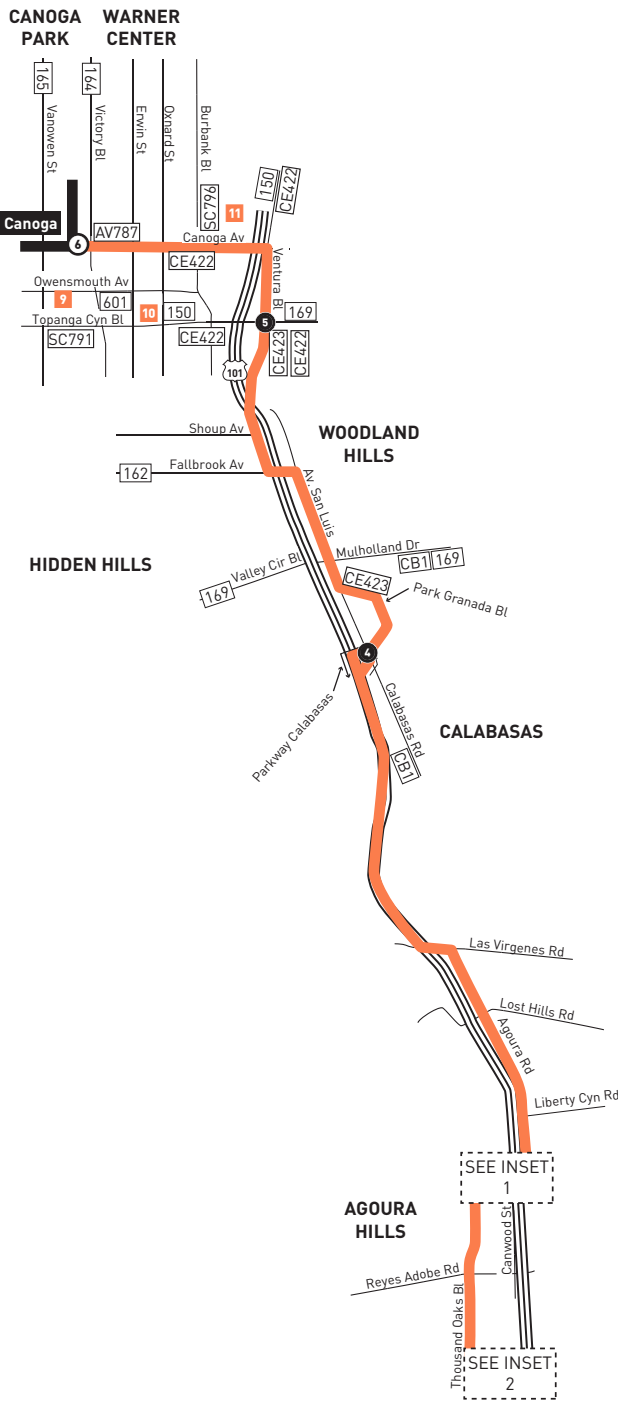 CANOGA
PARK
WARNER
CENTER
165
164
Vanowen St
Victory Bl
Erwin St
Oxnard St
Burbank Bl
SC796
11
150
CE422
Canoga
6
AV787
Canoga Av
CE422
Ventura Bl
Owensmouth Av
9
601
10
150
Topanga Cyn Bl
SC791
CE422
5
169
CE423
CE422
101
Shoup Av
WOODLAND
HILLS
162
Fallbrook Av
Av. San Luis
HIDDEN HILLS
Valley Cir Bl
169
Mulholland Dr
CB1
169
CE423
Park Granada Bl
4
Parkway Calabasas
Calabasas Rd
CALABASAS
CB1
Las Virgenes Rd
Lost Hills Rd
Agoura Rd
Liberty Cyn Rd
SEE INSET
1
AGOURA
HILLS
Canwood St
Reyes Adobe Rd
Thousand Oaks Bl
SEE INSET
2